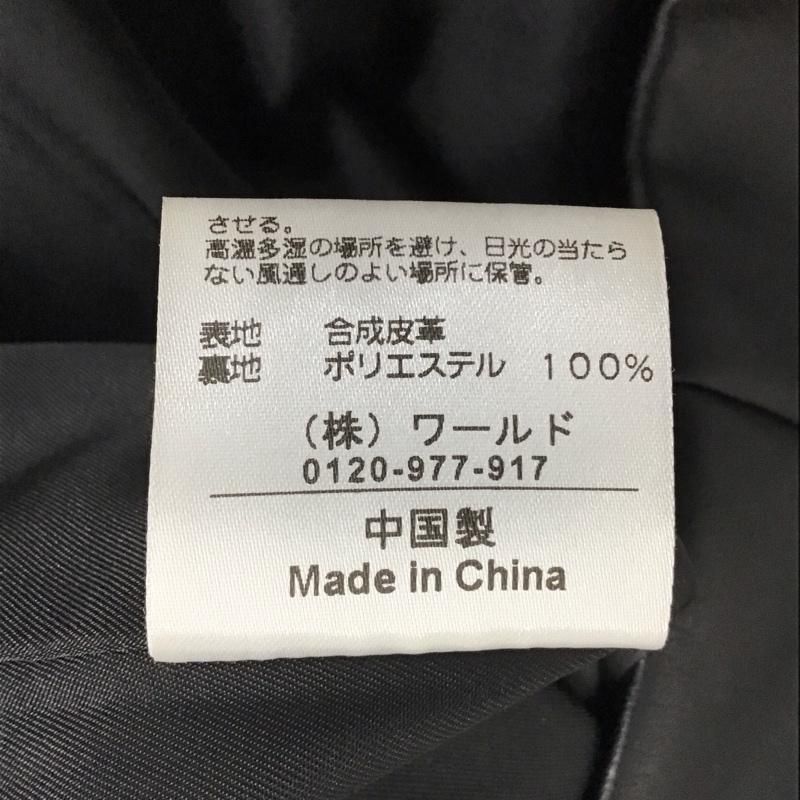 させる。
高温多湿の場所を避け、日光の当たら
ない風通しのよい場所に保管。
表地 合成皮革
裏地 ポリエステル 100%
（株）ワールド
0120-977-917
中国製
Made in China